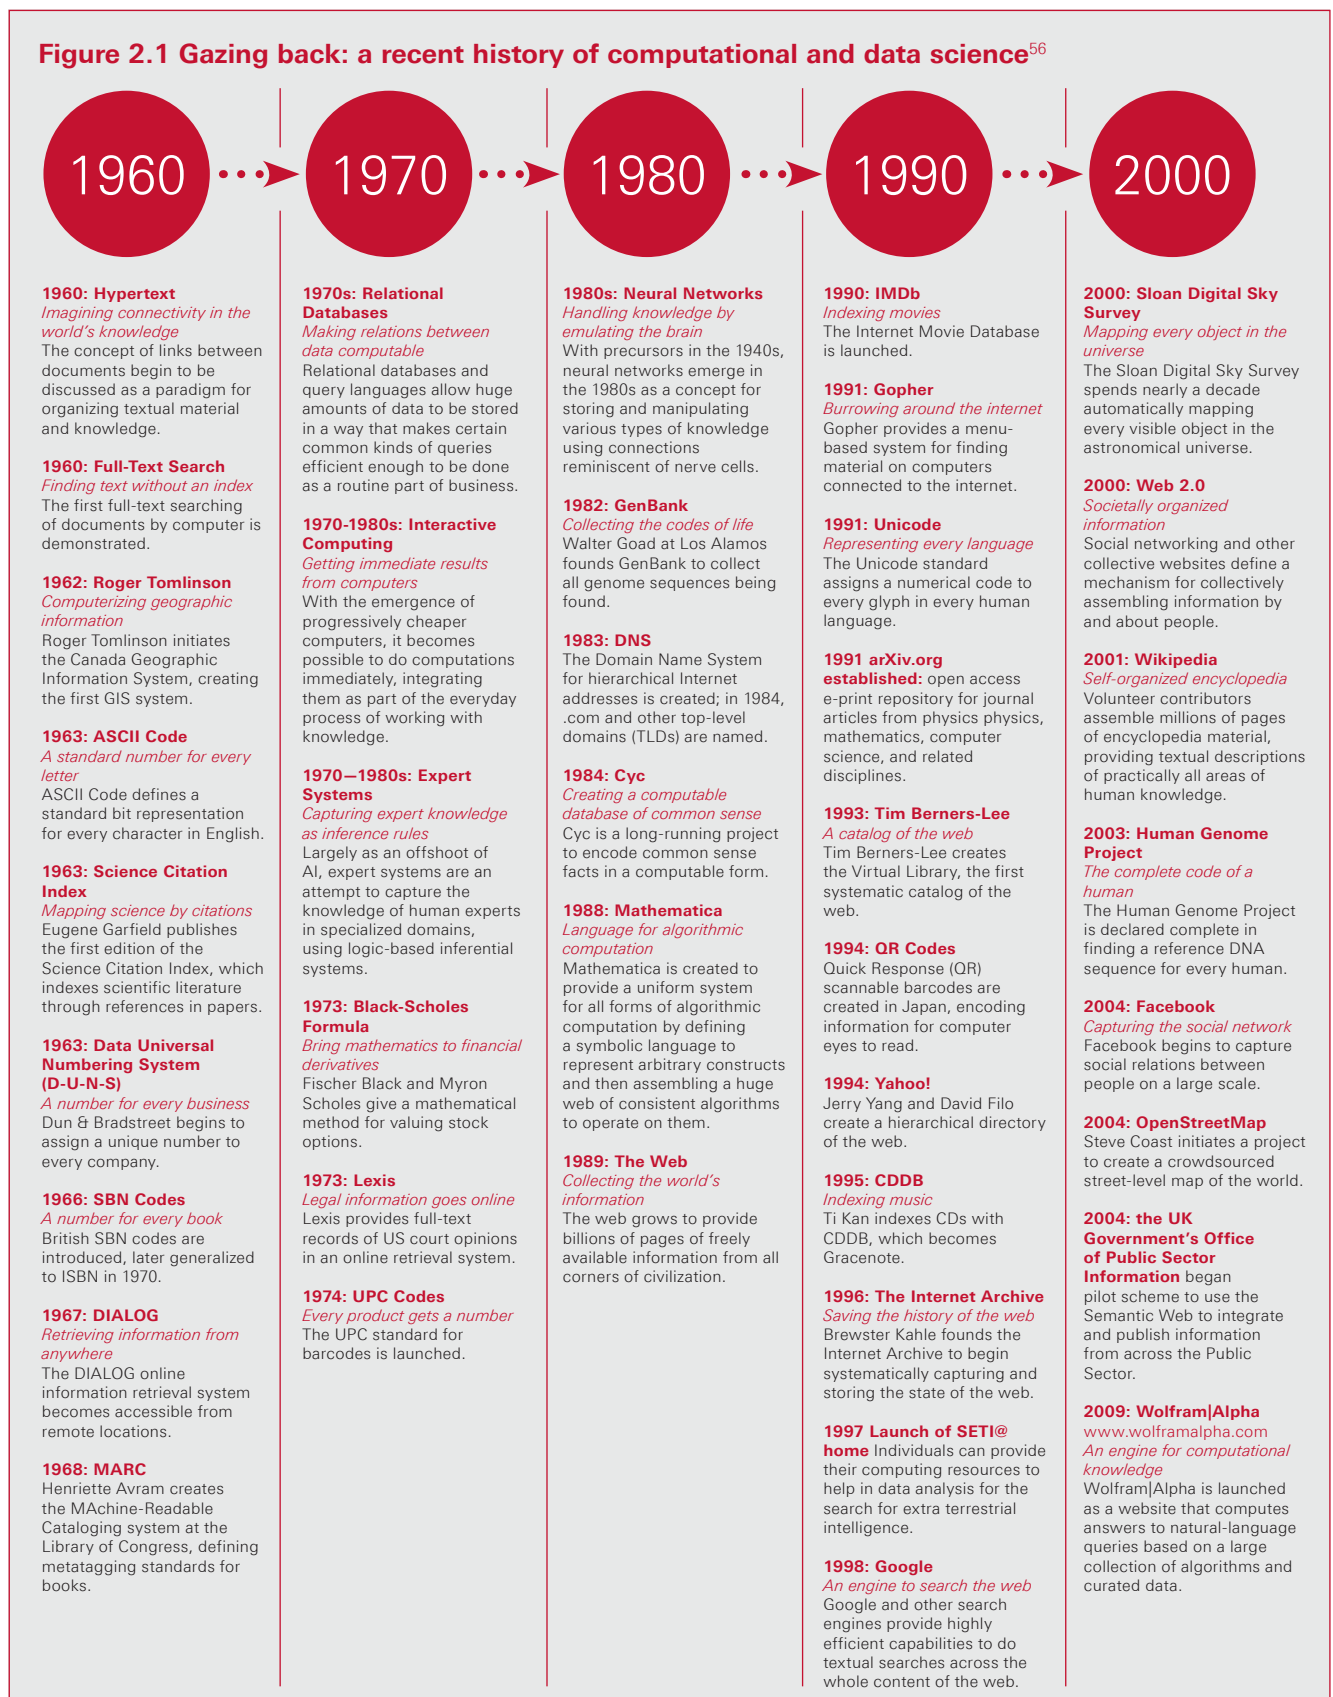 Figure 2.1 Gazing back: a recent history of computational and data science56
1960
1970
1980
1990
2000
1960: Hypertext
Imagining connectivity in the
world's knowledge
The concept of links between
documents begin to be
discussed as a paradigm for
organizing textual material
and knowledge.
1960: Full-Text Search
Finding text without an index
The first full-text searching
of documents by computer is
demonstrated.
1962: Roger Tomlinson
Computerizing geographic
information
Roger Tomlinson initiates
the Canada Geographic
Information System, creating
the first GIS system.
1963: ASCII Code
A standard number for every
letter
ASCII Code defines a
standard bit representation
for every character in English.
1963: Science Citation
Index
Mapping science by citations
Eugene Garfield publishes
the first edition of the
Science Citation Index, which
indexes scientific literature
through references in papers.
1963: Data Universal
Numbering System
(D-U-N-S)
A number for every business
Dun & Bradstreet begins to
assign a unique number to
every company.
1966: SBN Codes
A number for every book
British SBN codes are
introduced, later generalized
to ISBN in 1970.
1967: DIALOG
Retrieving information from
anywhere
The DIALOG online
information retrieval system
becomes accessible from
remote locations.
1968: MARC
Henriette Avram creates
the MAchine-Readable
Cataloging system at the
Library of Congress, defining
metatagging standards for
books.
1970s: Relational
Databases
Making relations between
data computable
Relational databases and
query languages allow huge
amounts of data to be stored
in a way that makes certain
common kinds of queries
efficient enough to be done
as a routine part of business.
1970-1980s: Interactive
Computing
Getting immediate results
from computers
With the emergence of
progressively cheaper
computers, it becomes
possible to do computations
immediately, integrating
them as part of the everyday
process of working with
knowledge.
1970—1980s: Expert
Systems
Capturing expert knowledge
as inference rules
Largely as an offshoot of
AI, expert systems are an
attempt to capture the
knowledge of human experts
in specialized domains,
using logic-based inferential
systems.
1973: Black-Scholes
Formula
Bring mathematics to financial
derivatives
Fischer Black and Myron
Scholes give a mathematical
method for valuing stock
options.
1973: Lexis
Legal information goes online
Lexis provides full-text
records of US court opinions
in an online retrieval system.
1974: UPC Codes
Every product gets a number
The UPC standard for
barcodes is launched.
1980s: Neural Networks
Handling knowledge by
emulating the brain
With precursors in the 1940s,
neural networks emerge in
the 1980s as a concept for
storing and manipulating
various types of knowledge
using connections
reminiscent of nerve cells.
1982: GenBank
Collecting the codes of life
Walter Goad at Los Alamos
founds GenBank to collect
all genome sequences being
found.
1983: DNS
The Domain Name System
for hierarchical Internet
addresses is created; in 1984,
.com and other top-level
domains (TLDs) are named.
1984: Cyc
Creating a computable
database of common sense
Cyc is a long-running project
to encode common sense
facts in a computable form.
1988: Mathematica
Language for algorithmic
computation
Mathematica is created to
provide a uniform system
for all forms of algorithmic
computation by defining
a symbolic language to
represent arbitrary constructs
and then assembling a huge
web of consistent algorithms
to operate on them.
1989: The Web
Collecting the world's
information
The web grows to provide
billions of pages of freely
available information from all
corners of civilization.
1990: IMDb
Indexing movies
The Internet Movie Database
is launched.
1991: Gopher
Burrowing around the internet
Gopher provides a menu-
based system for finding
material on computers
connected to the internet.
1991: Unicode
Representing every language
The Unicode standard
assigns a numerical code to
every glyph in every human
language.
1991 arXiv.org
established: open access
e-print repository for journal
articles from physics physics,
mathematics, computer
science, and related
disciplines.
1993: Tim Berners-Lee
A catalog of the web
Tim Berners-Lee creates
the Virtual Library, the first
systematic catalog of the
web.
1994: QR Codes
Quick Response (QR)
scannable barcodes are
created in Japan, encoding
information for computer
eyes to read.
1994: Yahoo!
Jerry Yang and David Filo
create a hierarchical directory
of the web.
1995: CDDB
Indexing music
Ti Kan indexes CDs with
CDDB, which becomes
Gracenote.
1996: The Internet Archive
Saving the history of the web
Brewster Kahle founds the
Internet Archive to begin
systematically capturing and
storing the state of the web.
1997 Launch of SETI@
home Individuals can provide
their computing resources to
help in data analysis for the
search for extra terrestrial
intelligence.
1998: Google
An engine to search the web
Google and other search
engines provide highly
efficient capabilities to do
textual searches across the
whole content of the web.
2000: Sloan Digital Sky
Survey
Mapping every object in the
universe
The Sloan Digital Sky Survey
spends nearly a decade
automatically mapping
every visible object in the
astronomical universe.
2000: Web 2.0
Societally organized
information
Social networking and other
collective websites define a
mechanism for collectively
assembling information by
and about people.
2001: Wikipedia
Self-organized encyclopedia
Volunteer contributors
assemble millions of pages
of encyclopedia material,
providing textual descriptions
of practically all areas of
human knowledge.
2003: Human Genome
Project
The complete code of a
human
The Human Genome Project
is declared complete in
finding a reference DNA
sequence for every human.
2004: Facebook
Capturing the social network
Facebook begins to capture
social relations between
people on a large scale.
2004: OpenStreetMap
Steve Coast initiates a project
to create a crowdsourced
street-level map of the world.
2004: the UK
Government's Office
of Public Sector
Information began
pilot scheme to use the
Semantic Web to integrate
and publish information
from across the Public
Sector.
2009: Wolfram|Alpha
www.wolframalpha.com
An engine for computational
knowledge
Wolfram|Alpha is launched
as a website that computes
answers to natural-language
queries based on a large
collection of algorithms and
curated data.